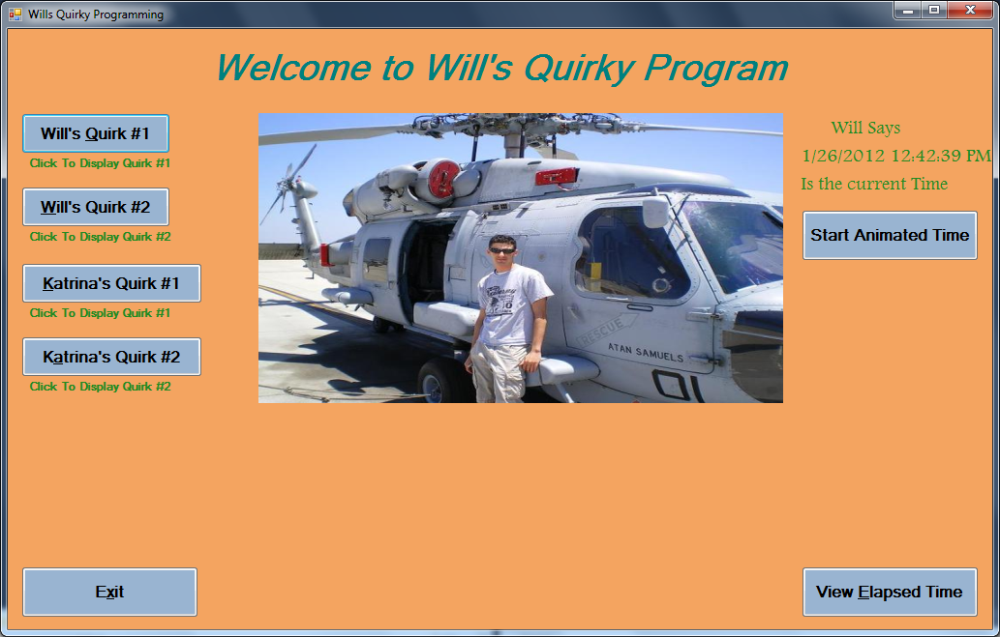 Wills Quirky Programming
Welcome to Will's Quirky Program
Will's Quirk #1
Click To Display Quirk #1
Will's Quirk #2
Click To Display Quirk #2
Katrina's Quirk #1
Click To Display Quirk #1
Katrina's Quirk #2
Click To Display Quirk #2
RESCUE
ATAN SAMUELS
01
Will Says
1/26/2012 12:42:39 PM
Is the current Time
Start Animated Time
Exit
View Elapsed Time